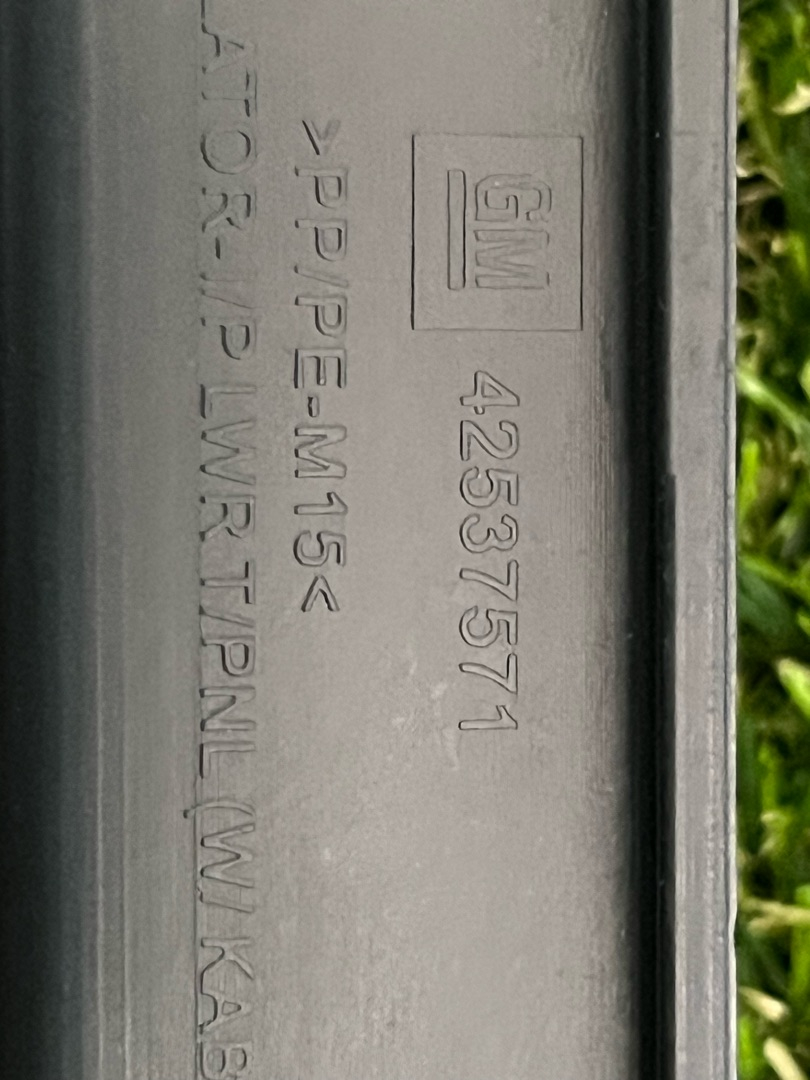 GM 42537571
>PP/PE-M15<
LATOR-I/P LWR T/PNL (W/ KAB